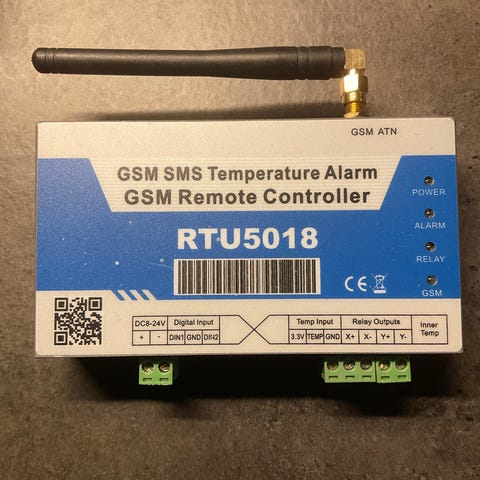 GSM ATN
GSM SMS Temperature Alarm
GSM Remote Controller
RTU5018
POWER
ALARM
RELAY
GSM
CE
DC8-24V Digital Input Temp Input Relay Outputs Inner Temp
+ - DIN1 GND DIN2 3.3V TEMP GND X+ X- Y+ Y-